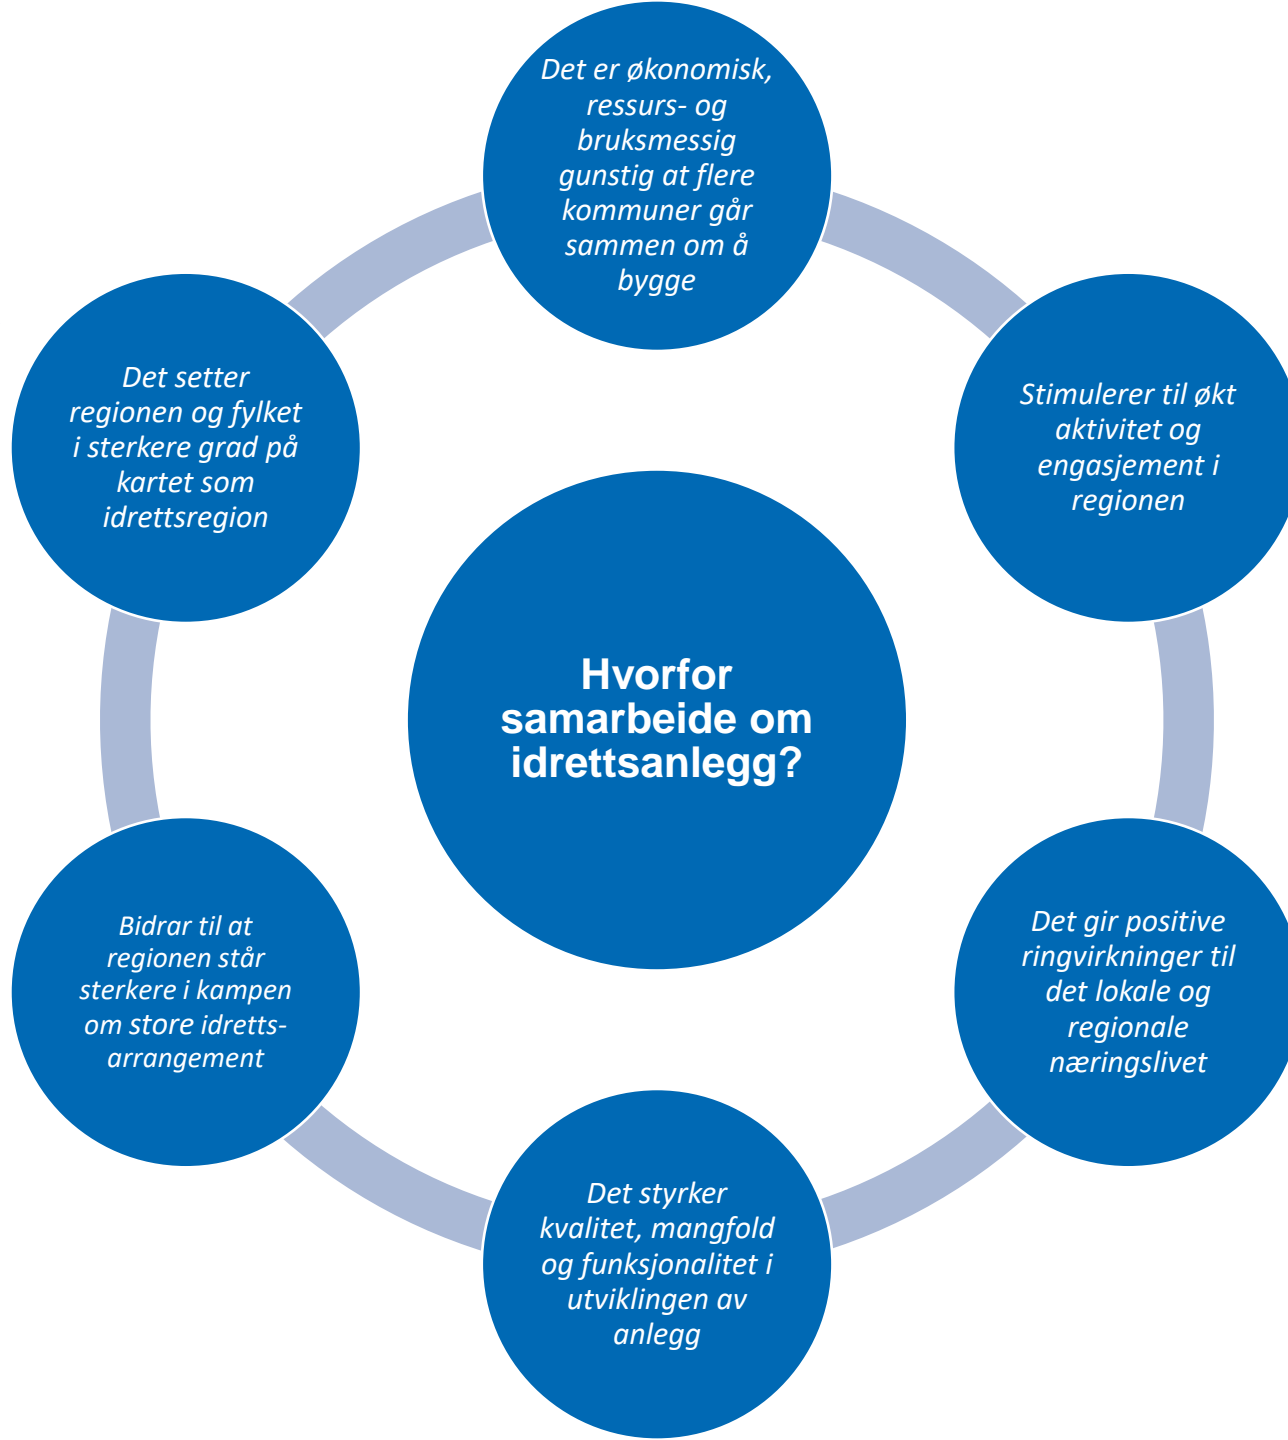 Det er økonomisk,
ressurs- og
bruksmessig
gunstig at flere
kommuner går
sammen om å
bygge
Stimulerer til økt
aktivitet og
engasjement i
regionen
Det gir positive
ringvirkninger til
det lokale og
regionale
næringslivet
Det styrker
kvalitet, mangfold
og funksjonalitet i
utviklingen av
anlegg
Bidrar til at
regionen står
sterkere i kampen
om store idretts-
arrangement
Det setter
regionen og fylket
i sterkere grad på
kartet som
idrettsregion
Hvorfor
samarbeide om
idrettsanlegg?